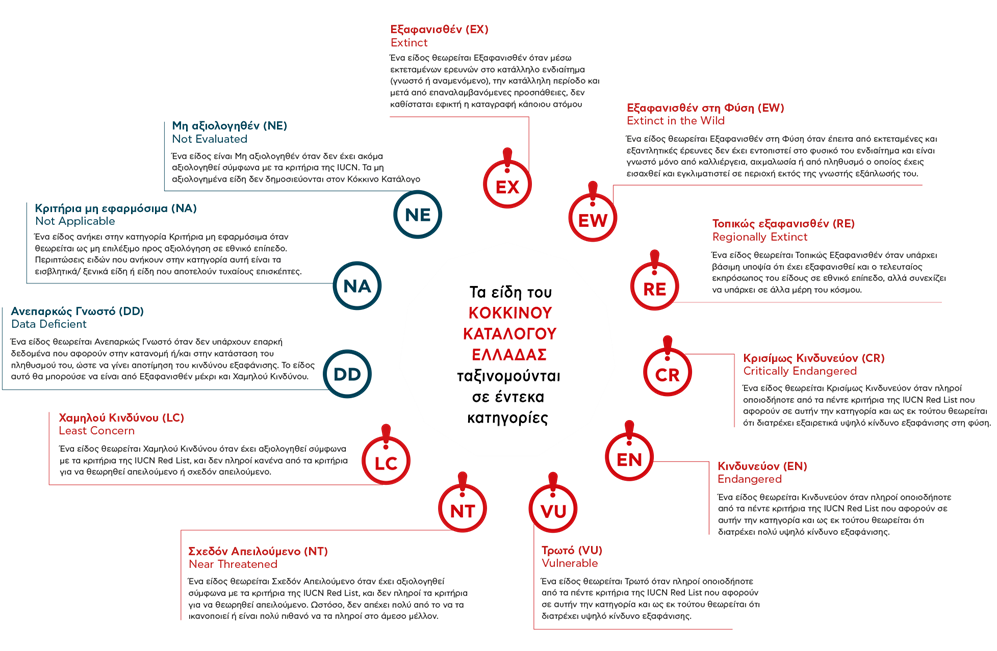 Εξαφανισθέν (EX)
Extinct
Ένα είδος θεωρείται Εξαφανισθέν όταν μέσω
εκτεταμένων ερευνών στο κατάλληλο ενδιαίτημα
(γνωστό ή αναμενόμενο), την κατάλληλη περίοδο και
μετά από επαναλαμβανόμενες προσπάθειες, δεν
καθίσταται εφικτή η καταγραφή κάποιου ατόμου
EX
Εξαφανισθέν στη Φύση (EW)
Extinct in the Wild
Ένα είδος θεωρείται Εξαφανισθέν στη Φύση όταν έπειτα από εκτεταμένες και
εξαντλητικές έρευνες δεν έχει εντοπιστεί στο φυσικό του ενδιαίτημα και είναι
γνωστό μόνο από καλλιέργεια, αιχμαλωσία ή από πληθυσμό ο οποίος έχεις
εισαχθεί και εγκλιματιστεί σε περιοχή εκτός της γνωστής εξάπλωσής του.
EW
Τοπικώς εξαφανισθέν (RE)
Regionally Extinct
Ένα είδος θεωρείται Τοπικώς Εξαφανισθέν όταν υπάρχει
βάσιμη υποψία ότι έχει εξαφανισθεί και ο τελευταίος
εκπρόσωπος του είδους σε εθνικό επίπεδο, αλλά συνεχίζει
να υπάρχει σε άλλα μέρη του κόσμου.
RE
Κρισίμως Κινδυνεύον (CR)
Critically Endangered
Ένα είδος θεωρείται Κρισίμως Κινδυνεύον όταν πληροί
οποιοδήποτε από τα πέντε κριτήρια της IUCN Red List που
αφορούν σε αυτήν την κατηγορία και ως εκ τούτου θεωρείται
ότι διατρέχει εξαιρετικά υψηλό κίνδυνο εξαφάνισης στη φύση.
CR
Κινδυνεύον (EN)
Endangered
Ένα είδος θεωρείται Κινδυνεύον όταν πληροί οποιοδήποτε
από τα πέντε κριτήρια της IUCN Red List που αφορούν σε
αυτήν την κατηγορία και ως εκ τούτου θεωρείται ότι
διατρέχει πολύ υψηλό κίνδυνο εξαφάνισης.
EN
Τρωτό (VU)
Vulnerable
Ένα είδος θεωρείται Τρωτό όταν πληροί οποιοδήποτε
από τα πέντε κριτήρια της IUCN Red List που αφορούν
σε αυτήν την κατηγορία και ως εκ τούτου θεωρείται ότι
διατρέχει υψηλό κίνδυνο εξαφάνισης.
VU
Σχεδόν Απειλούμενο (NT)
Near Threatened
Ένα είδος θεωρείται Σχεδόν Απειλούμενο όταν έχει αξιολογηθεί
σύμφωνα με τα κριτήρια της IUCN Red List, και δεν πληροί τα κριτήρια
για να θεωρηθεί απειλούμενο. Ωστόσο, δεν απέχει πολύ από το να τα
ικανοποιεί ή είναι πολύ πιθανό να τα πληροί στο άμεσο μέλλον.
NT
Χαμηλού Κινδύνου (LC)
Least Concern
Ένα είδος θεωρείται Χαμηλού Κινδύνου όταν έχει αξιολογηθεί σύμφωνα
με τα κριτήρια της IUCN Red List, και δεν πληροί κανένα από τα κριτήρια
για να θεωρηθεί απειλούμενο ή σχεδόν απειλούμενο.
LC
Ανεπαρκώς Γνωστό (DD)
Data Deficient
Ένα είδος θεωρείται Ανεπαρκώς Γνωστό όταν δεν υπάρχουν επαρκή
δεδομένα που αφορούν στην κατανομή ή/και στην κατάσταση του
πληθυσμού του, ώστε να γίνει αποτίμηση του κινδύνου εξαφάνισης. Το είδος
αυτό θα μπορούσε να είναι από Εξαφανισθέν μέχρι και Χαμηλού Κινδύνου.
DD
Κριτήρια μη εφαρμόσιμα (NA)
Not Applicable
Ένα είδος ανήκει στην κατηγορία Κριτήρια μη εφαρμόσιμα όταν
θεωρείται ως μη επιλέξιμο προς αξιολόγηση σε εθνικό επίπεδο.
Περιπτώσεις ειδών που ανήκουν στην κατηγορία αυτή είναι τα
εισβλητικά/ ξενικά είδη ή είδη που αποτελούν τυχαίους επισκέπτες.
NA
Μη αξιολογηθέν (NE)
Not Evaluated
Ένα είδος είναι Μη αξιολογηθέν όταν δεν έχει ακόμα
αξιολογηθεί σύμφωνα με τα κριτήρια της IUCN. Τα μη
αξιολογημένα είδη δεν δημοσιεύονται στον Κόκκινο Κατάλογο
NE
Τα είδη του
ΚΟΚΚΙΝΟΥ
ΚΑΤΑΛΟΓΟΥ
ΕΛΛΑΔΑΣ
ταξινομούνται
σε έντεκα
κατηγορίες